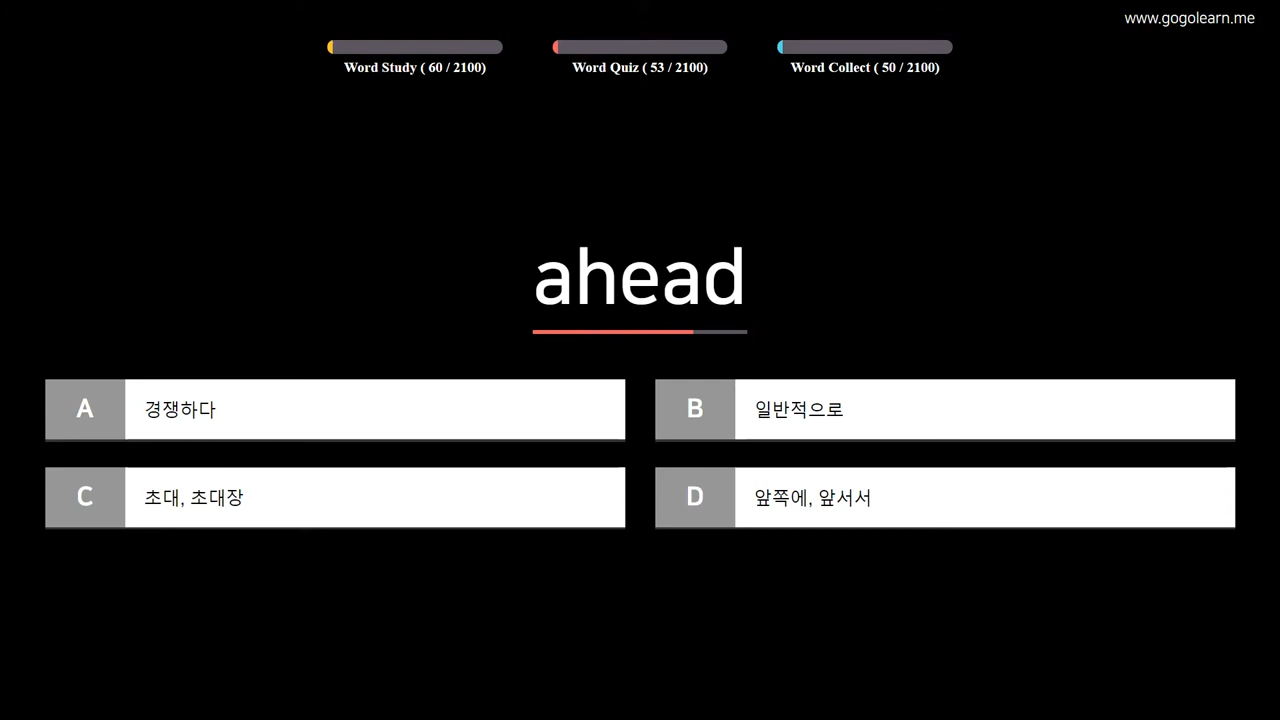 www.gogolearn.me
Word Study ( 60 / 2100)
Word Quiz ( 53 / 2100)
Word Collect ( 50 / 2100)
ahead
A 경쟁하다
B 일반적으로
C 초대, 초대장
D 앞쪽에, 앞서서